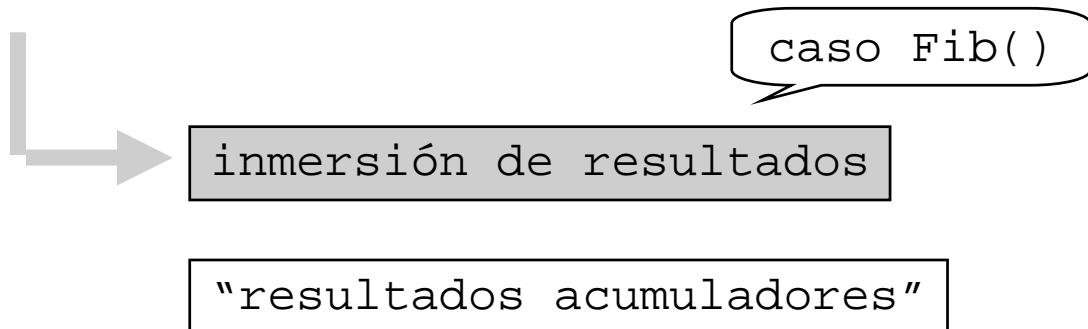 caso Fib()
inmersión de resultados
“resultados acumuladores”